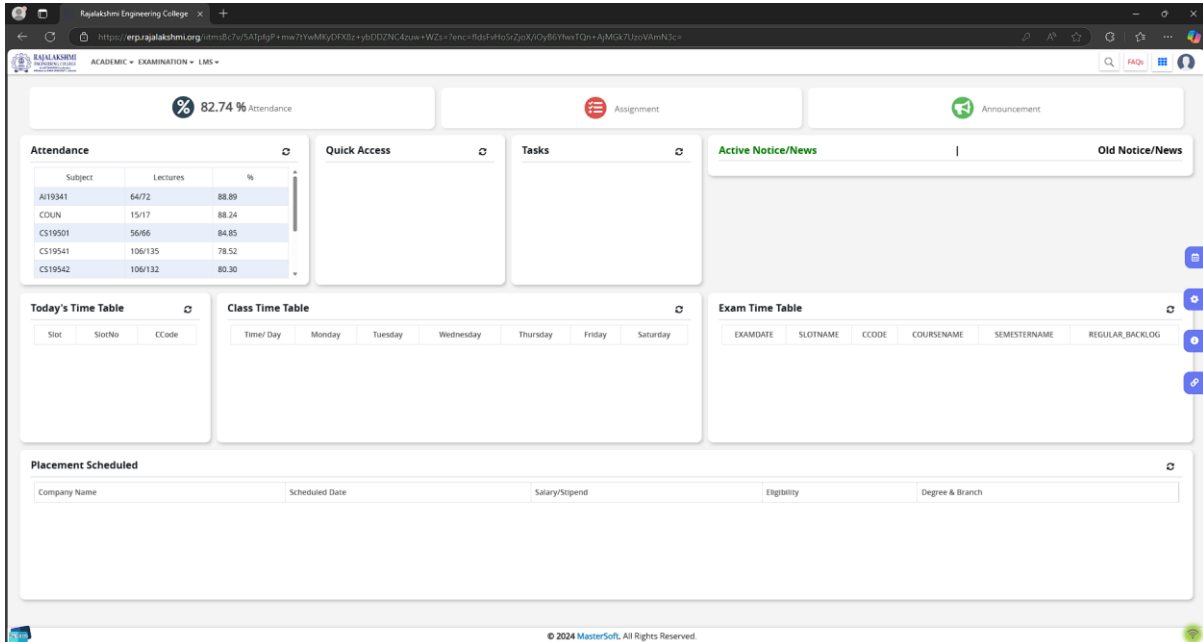 Rajalakshmi Engineering College
https://erp.rajalakshmi.org/
RAJALAKSHMI
ENGINEERING COLLEGE
ACADEMIC EXAMINATION LMS
FAQs
82.74 % Attendance
Assignment
Announcement
Attendance
Subject Lectures %
AI19341 64/72 88.89
COUN 15/17 88.24
CS19501 56/66 84.85
CS19541 106/135 78.52
CS19542 106/132 80.30
Quick Access
Tasks
Active Notice/News | Old Notice/News
Today's Time Table
Slot SlotNo CCode
Class Time Table
Time/ Day Monday Tuesday Wednesday Thursday Friday Saturday
Exam Time Table
EXAMDATE SLOTNAME CCODE COURSENAME SEMESTERNAME REGULAR_BACKLOG
Placement Scheduled
Company Name Scheduled Date Salary/Stipend Eligibility Degree & Branch
© 2024 MasterSoft. All Rights Reserved.